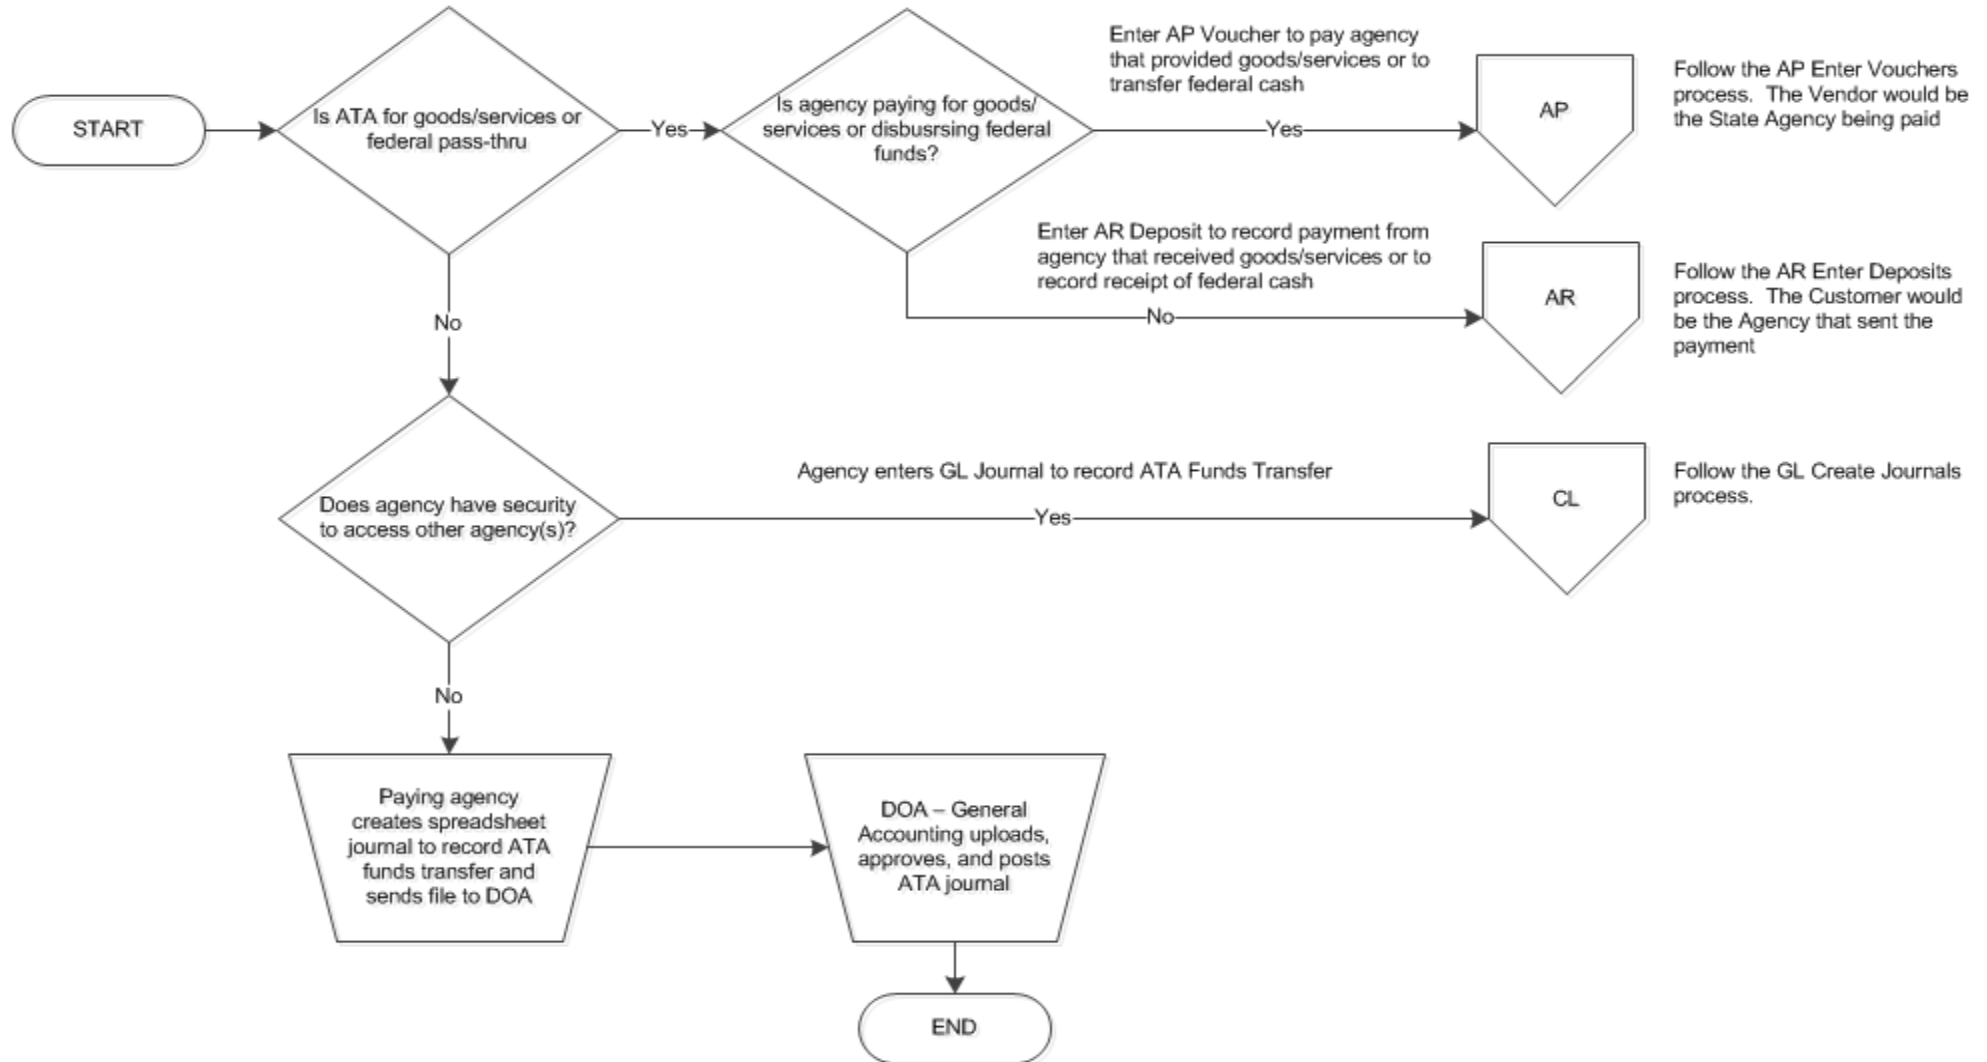 START
Is ATA for goods/services or
federal pass-thru
Yes
Is agency paying for goods/
services or disbusrsing federal
funds?
Enter AP Voucher to pay agency
that provided goods/services or to
transfer federal cash
Yes
AP
Follow the AP Enter Vouchers
process.  The Vendor would be
the State Agency being paid
Enter AR Deposit to record payment from
agency that received goods/services or to
record receipt of federal cash
No
AR
Follow the AR Enter Deposits
process.  The Customer would
be the Agency that sent the
payment
No
Does agency have security
to access other agency(s)?
Agency enters GL Journal to record ATA Funds Transfer
Yes
CL
Follow the GL Create Journals
process.
No
Paying agency
creates spreadsheet
journal to record ATA
funds transfer and
sends file to DOA
DOA – General
Accounting uploads,
approves, and posts
ATA journal
END